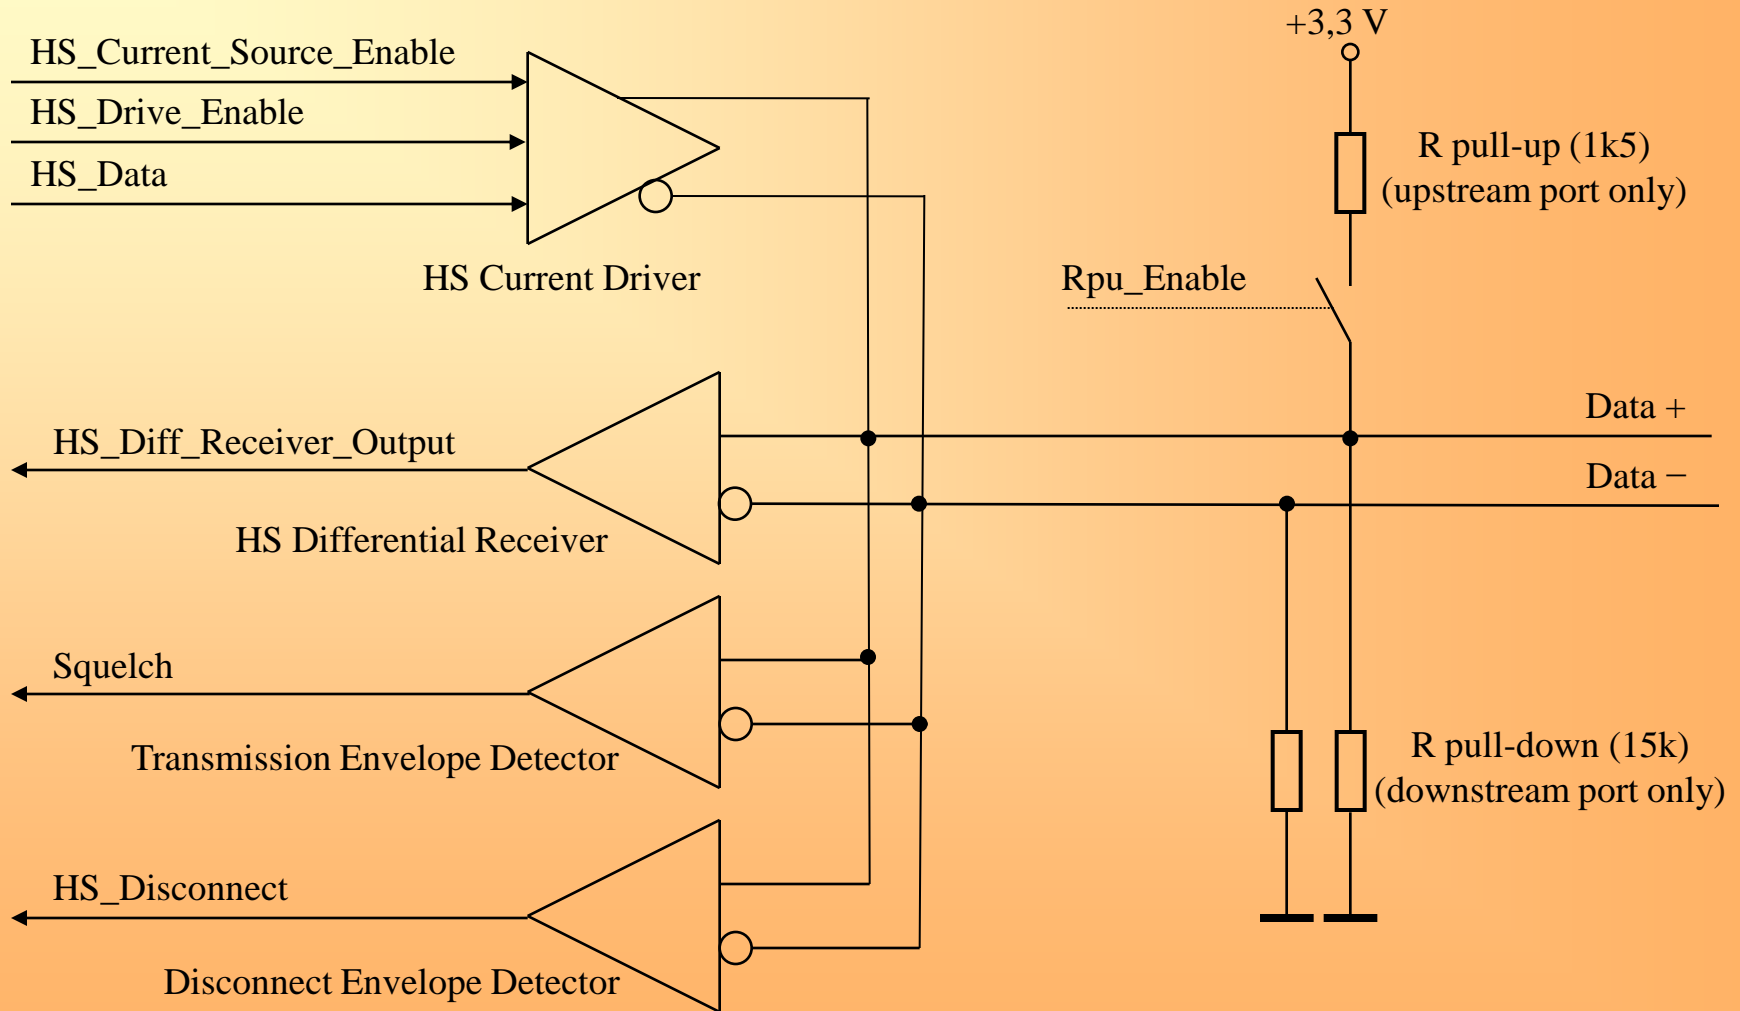 +3,3 V
HS_Current_Source_Enable
HS_Drive_Enable
HS_Data
R pull-up (1k5)
(upstream port only)
HS Current Driver
Rpu_Enable
Data +
HS_Diff_Receiver_Output
Data −
HS Differential Receiver
Squelch
Transmission Envelope Detector
R pull-down (15k)
(downstream port only)
HS_Disconnect
Disconnect Envelope Detector